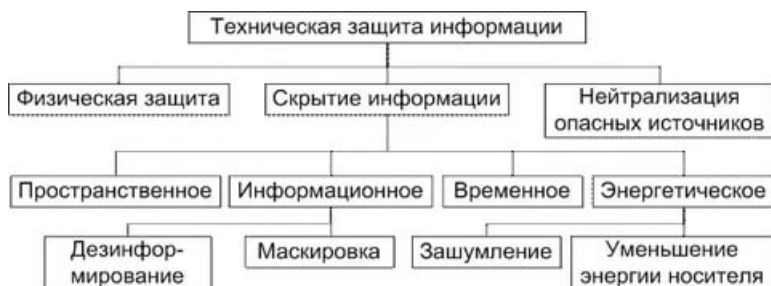 Техническая защита информации
Физическая защита
Скрытие информации
Нейтрализация
опасных источников
Пространственное
Информационное
Временное
Энергетическое
Дезинфор-
мирование
Маскировка
Зашумление
Уменьшение
энергии носителя